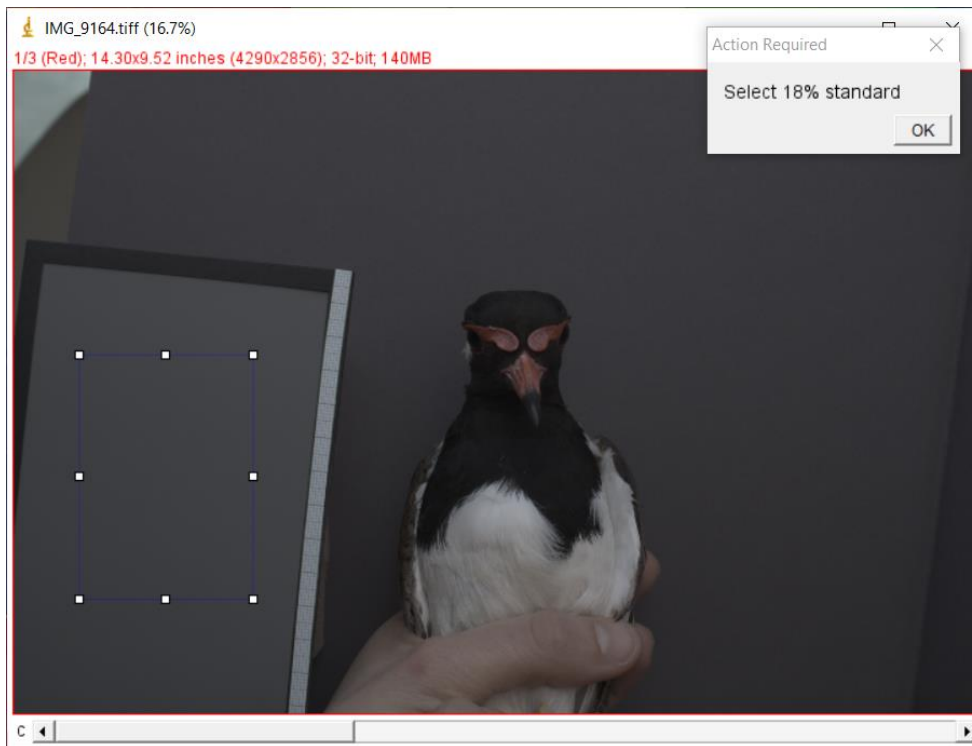 IMG_9164.tiff (16.7%)
1/3 (Red); 14.30x9.52 inches (4290x2856); 32-bit; 140MB
Action Required
Select 18% standard
OK
C